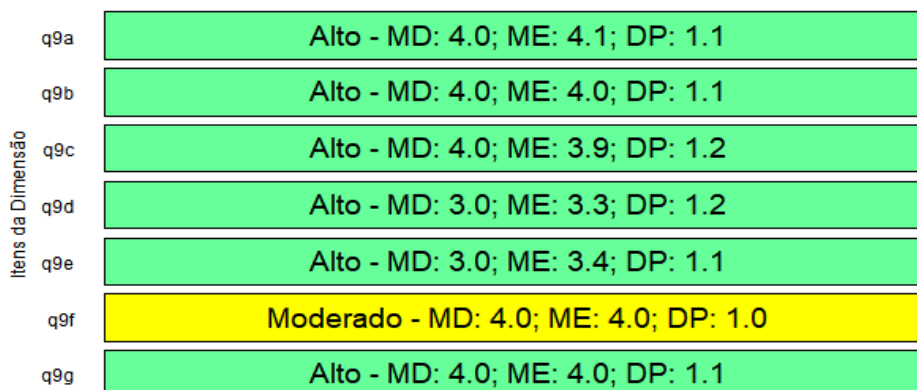 Itens da Dimensão
q9a Alto - MD: 4.0; ME: 4.1; DP: 1.1
q9b Alto - MD: 4.0; ME: 4.0; DP: 1.1
q9c Alto - MD: 4.0; ME: 3.9; DP: 1.2
q9d Alto - MD: 3.0; ME: 3.3; DP: 1.2
q9e Alto - MD: 3.0; ME: 3.4; DP: 1.1
q9f Moderado - MD: 4.0; ME: 4.0; DP: 1.0
q9g Alto - MD: 4.0; ME: 4.0; DP: 1.1